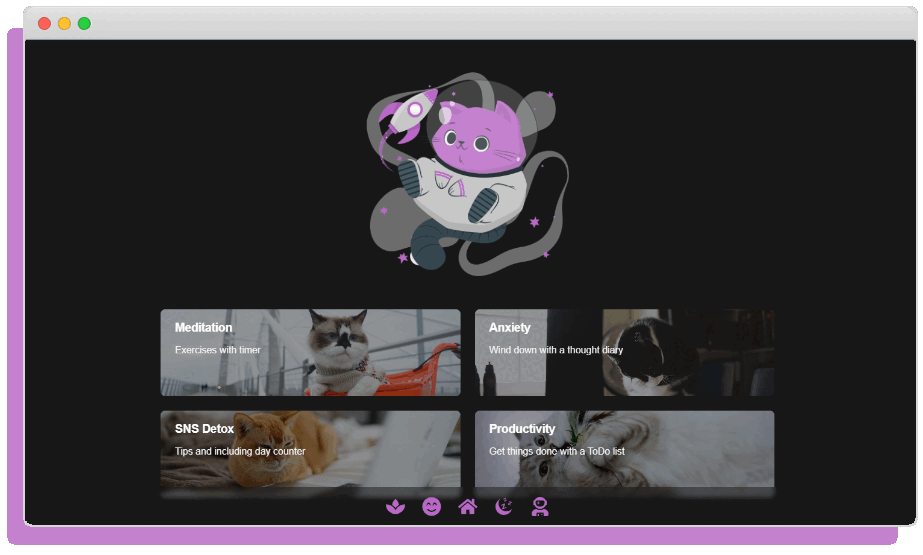 Meditation
Exercises with timer
Anxiety
Wind down with a thought diary
SNS Detox
Tips and including day counter
Productivity
Get things done with a ToDo list